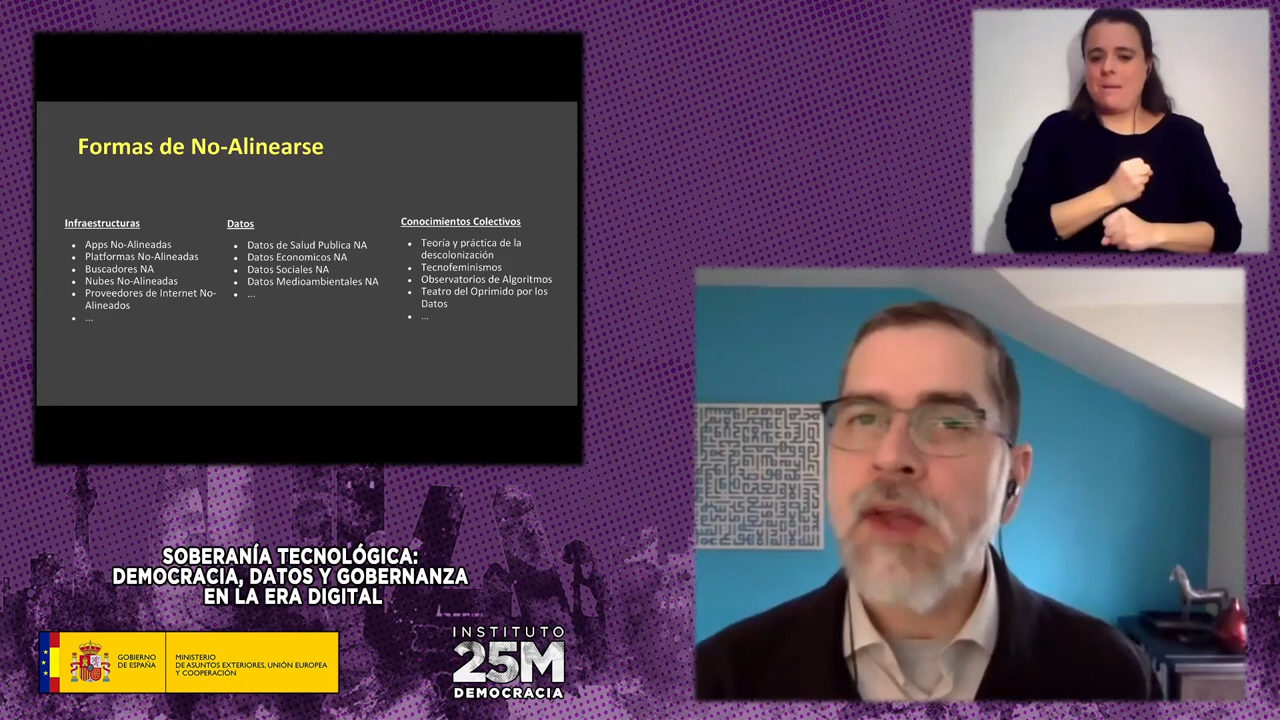 Formas de No-Alinearse
Infraestructuras
• Apps No-Alineadas
• Platformas No-Alineadas
• Buscadores NA
• Nubes No-Alineadas
• Proveedores de Internet No-
Alineados
• ...
Datos
• Datos de Salud Publica NA
• Datos Economicos NA
• Datos Sociales NA
• Datos Medioambientales NA
• ...
Conocimientos Colectivos
• Teoría y práctica de la
descolonización
• Tecnofeminismos
• Observatorios de Algoritmos
• Teatro del Oprimido por los
Datos
• ...
SOBERANÍA TECNOLÓGICA:
DEMOCRACIA, DATOS Y GOBERNANZA
EN LA ERA DIGITAL
GOBIERNO
DE ESPAÑA
MINISTERIO
DE ASUNTOS EXTERIORES, UNIÓN EUROPEA
Y COOPERACIÓN
INSTITUTO
25M
DEMOCRACIA